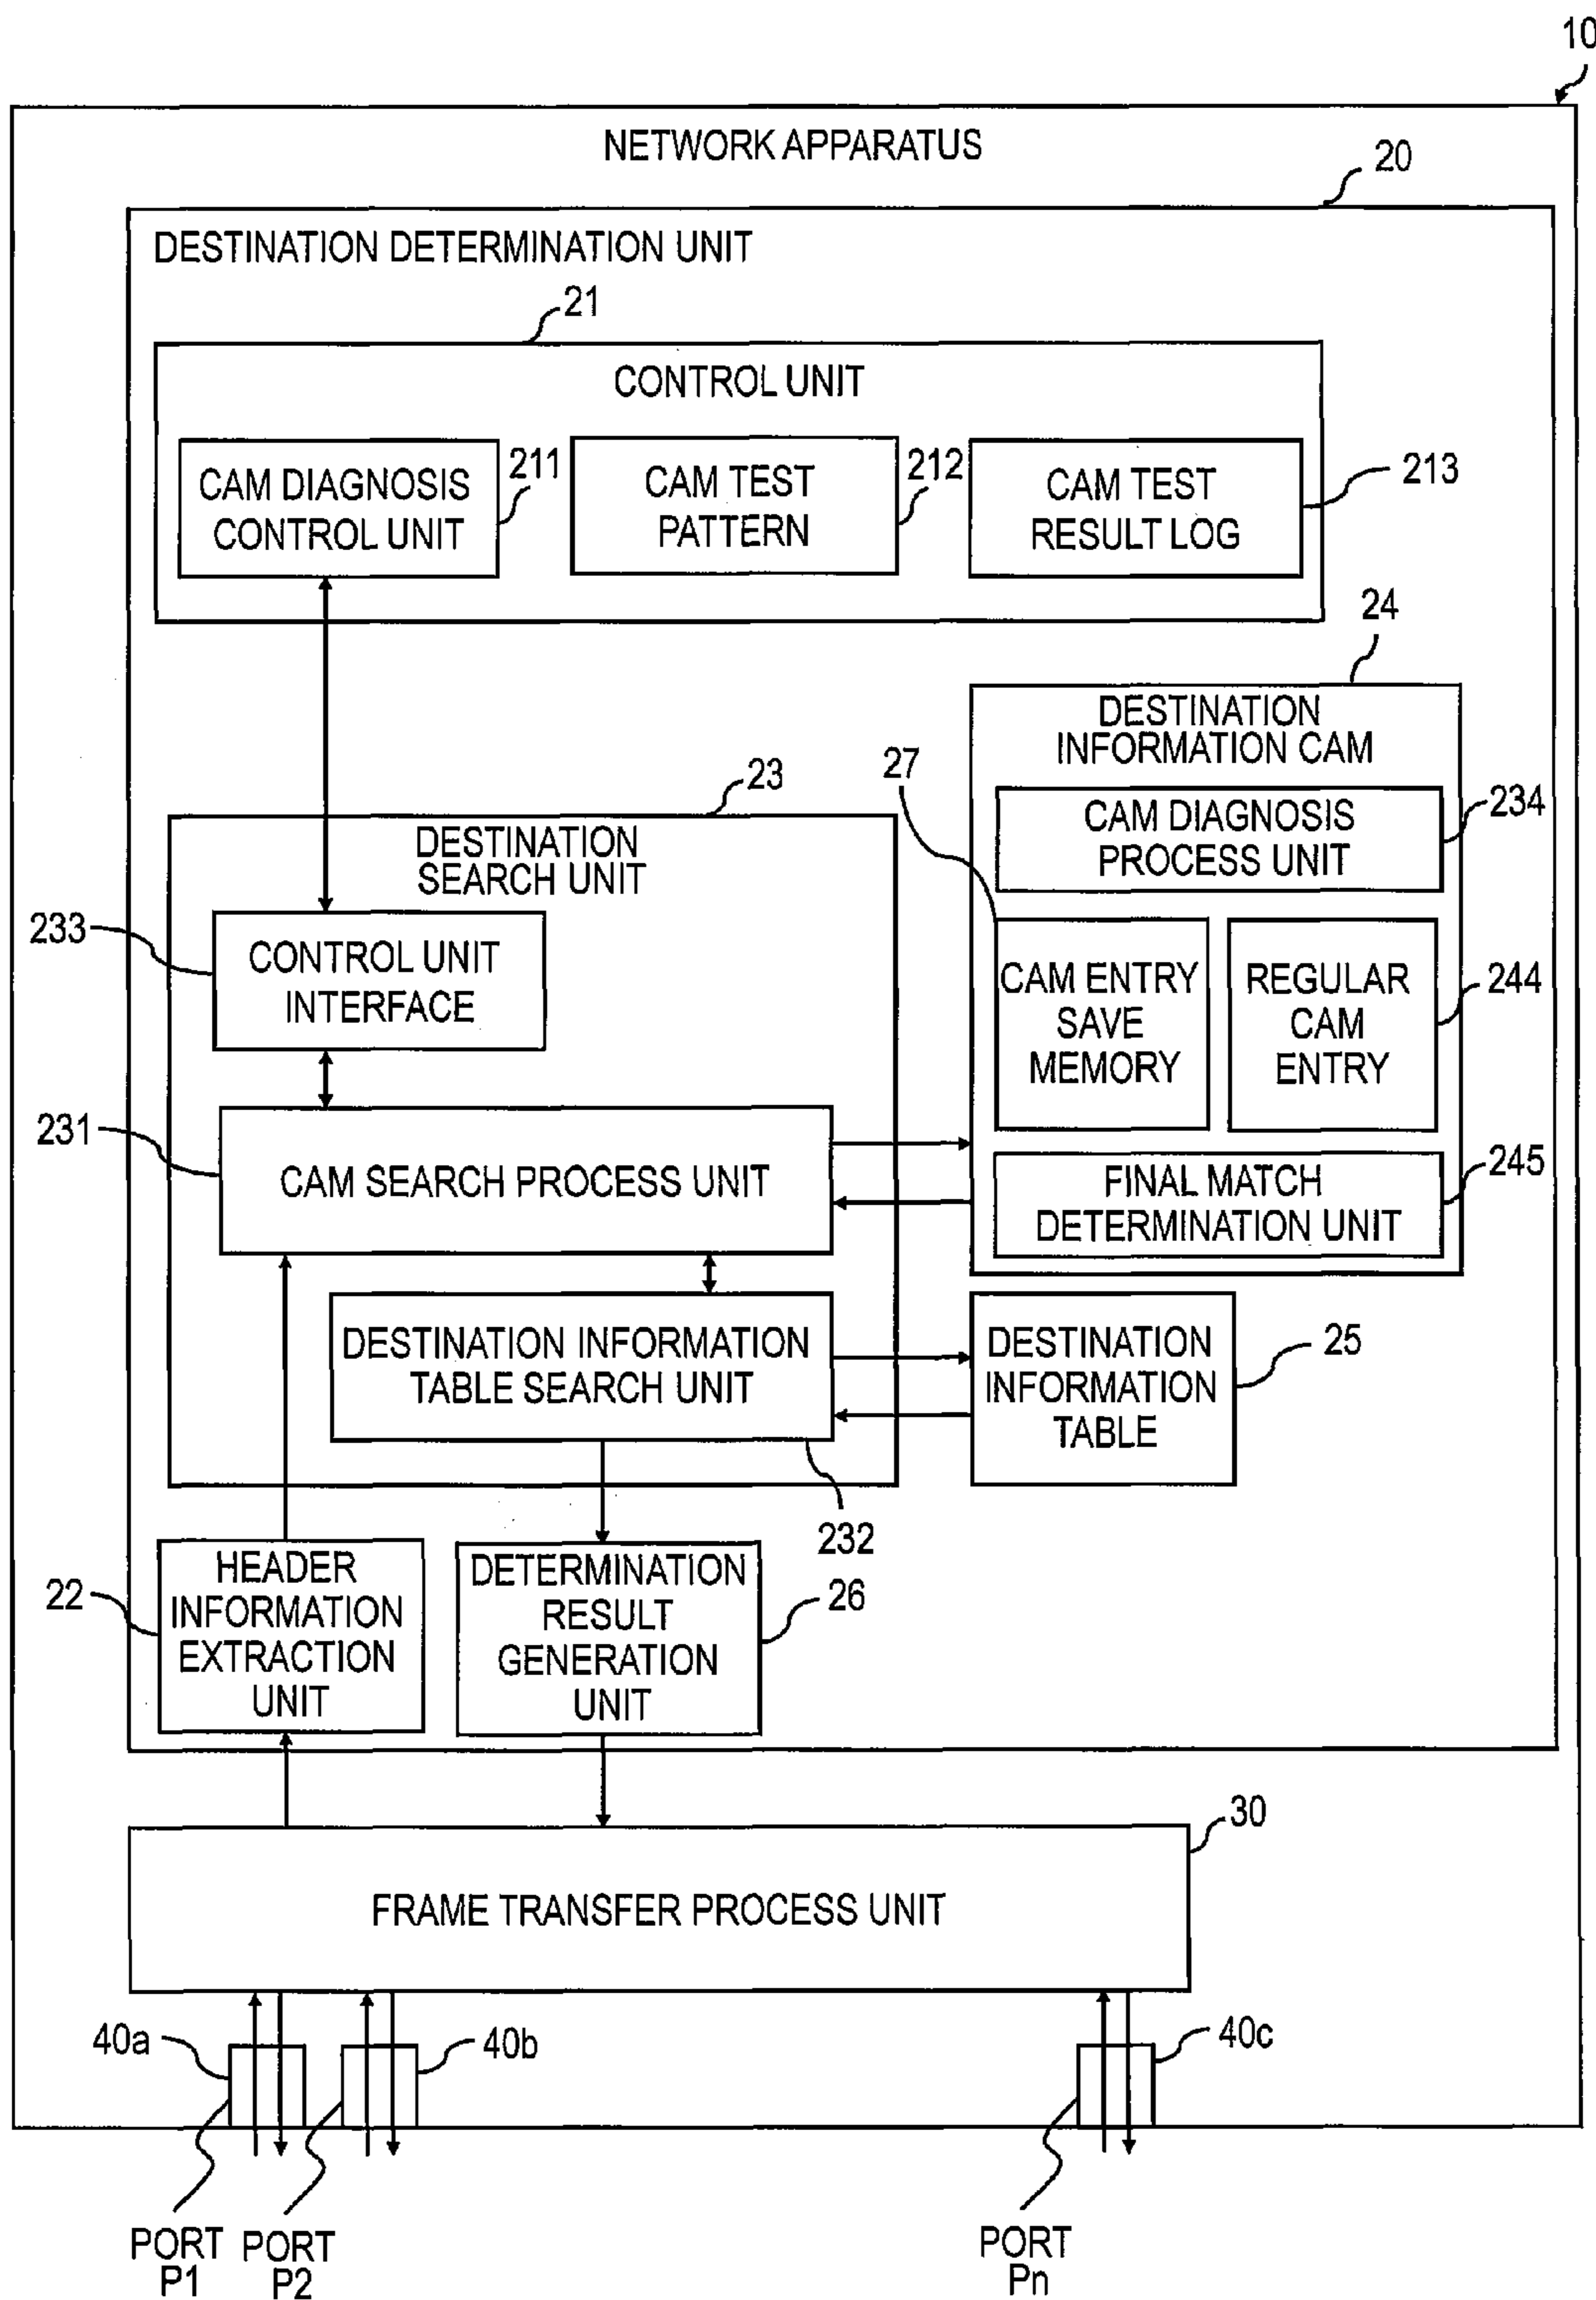 10
NETWORK APPARATUS
20
DESTINATION DETERMINATION UNIT
21
CONTROL UNIT
CAM DIAGNOSIS
CONTROL UNIT
211
CAM TEST
PATTERN
212
CAM TEST
RESULT LOG
213
24
DESTINATION
INFORMATION CAM
27
CAM DIAGNOSIS
PROCESS UNIT
234
23
DESTINATION
SEARCH UNIT
233
CONTROL UNIT
INTERFACE
CAM ENTRY
SAVE
MEMORY
REGULAR
CAM
ENTRY
244
231
CAM SEARCH PROCESS UNIT
FINAL MATCH
DETERMINATION UNIT
245
DESTINATION INFORMATION
TABLE SEARCH UNIT
232
DESTINATION
INFORMATION
TABLE
25
22
HEADER
INFORMATION
EXTRACTION
UNIT
DETERMINATION
RESULT
GENERATION
UNIT
26
30
FRAME TRANSFER PROCESS UNIT
40a
40b
40c
PORT
P1
PORT
P2
PORT
Pn